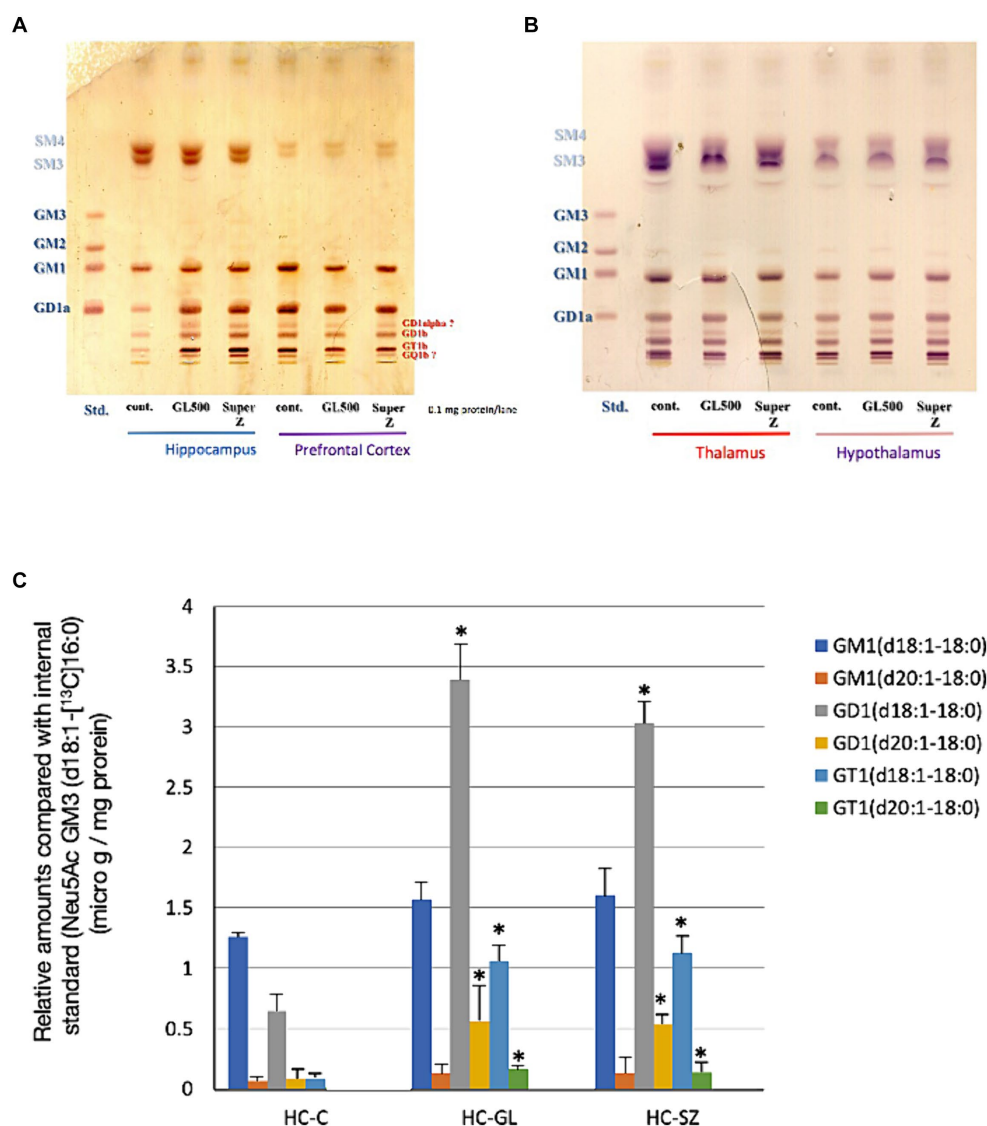 A
SM4
SM3
GM3
GM2
GM1
GD1a
GD1alpha ?
GD1b
GT1b
GQ1b ?
Std. cont. GL500 Super Z cont. GL500 Super Z 0.1 mg protein/lane
Hippocampus Prefrontal Cortex
B
SM4
SM3
GM3
GM2
GM1
GD1a
Std. cont. GL500 Super Z cont. GL500 Super Z
Thalamus Hypothalamus
C
Relative amounts compared with internal
standard (Neu5Ac GM3 (d18:1-[¹³C]16:0)
(micro g / mg prorein)
4
3.5
3
2.5
2
1.5
1
0.5
0
* * * * * * * *
HC-C HC-GL HC-SZ
GM1(d18:1-18:0)
GM1(d20:1-18:0)
GD1(d18:1-18:0)
GD1(d20:1-18:0)
GT1(d18:1-18:0)
GT1(d20:1-18:0)